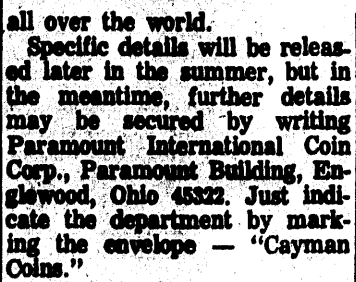 all over the world.
Specific details will be releas-
ed later in the summer, but in
the meantime, further details
may be secured by writing
Paramount International Coin
Corp., Paramount Building, En-
glewood, Ohio 45322. Just indi-
cate the department by mark-
ing the envelope — "Cayman
Coins."